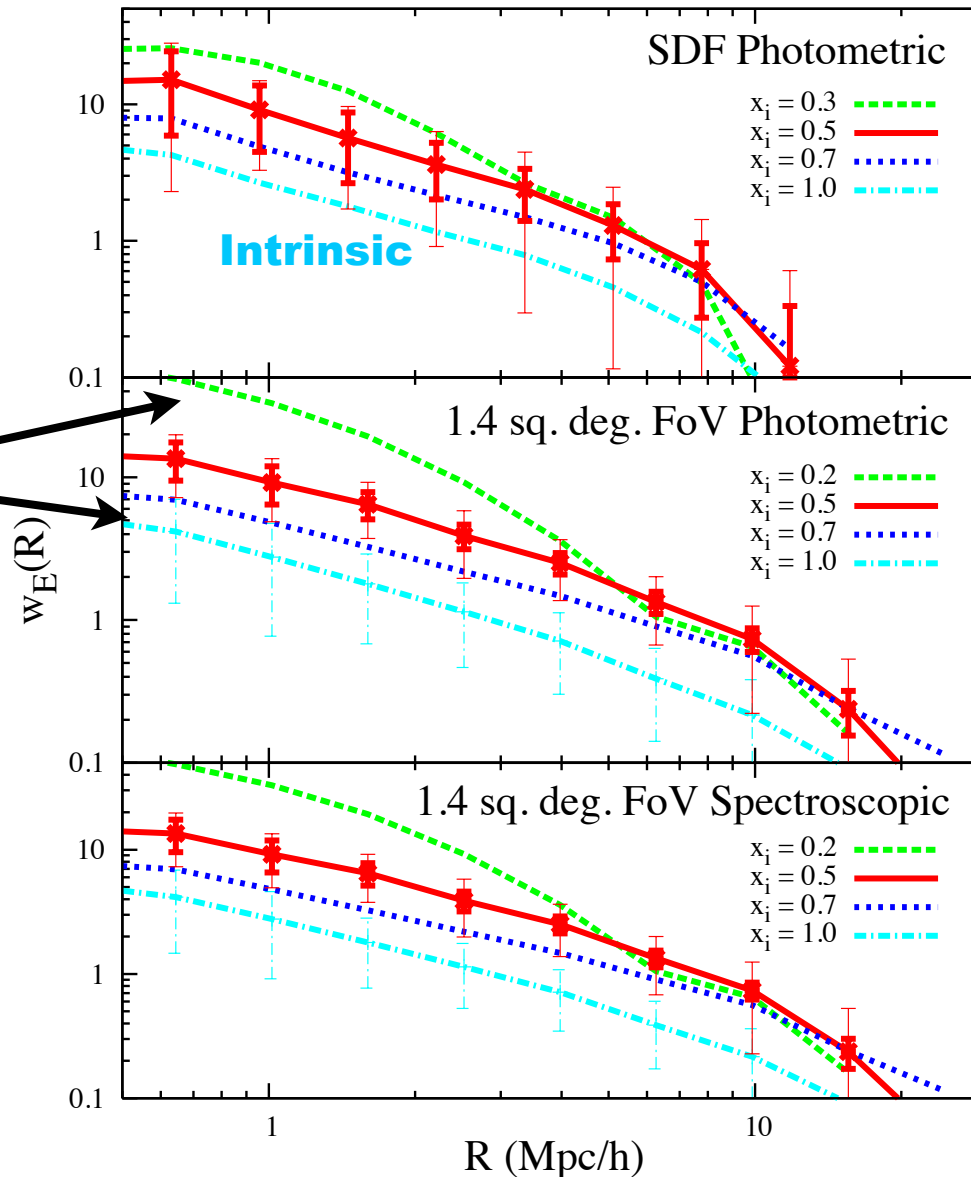 SDF Photometric
x_i = 0.3
x_i = 0.5
x_i = 0.7
x_i = 1.0
Intrinsic
10
1
0.1
1.4 sq. deg. FoV Photometric
x_i = 0.2
x_i = 0.5
x_i = 0.7
x_i = 1.0
w_E(R)
10
1
0.1
1.4 sq. deg. FoV Spectroscopic
x_i = 0.2
x_i = 0.5
x_i = 0.7
x_i = 1.0
10
1
0.1
1 10
R (Mpc/h)